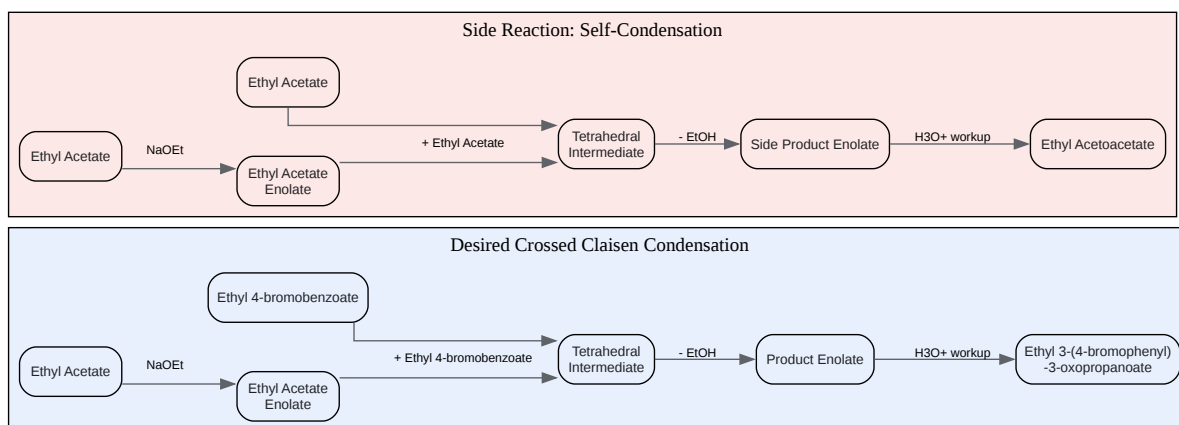 Side Reaction: Self-Condensation
Ethyl Acetate
Ethyl Acetate
NaOEt
Ethyl Acetate
Enolate
+ Ethyl Acetate
Tetrahedral
Intermediate
- EtOH
Side Product Enolate
H3O+ workup
Ethyl Acetoacetate
Desired Crossed Claisen Condensation
Ethyl 4-bromobenzoate
Ethyl Acetate
NaOEt
Ethyl Acetate
Enolate
+ Ethyl 4-bromobenzoate
Tetrahedral
Intermediate
- EtOH
Product Enolate
H3O+ workup
Ethyl 3-(4-bromophenyl)
-3-oxopropanoate